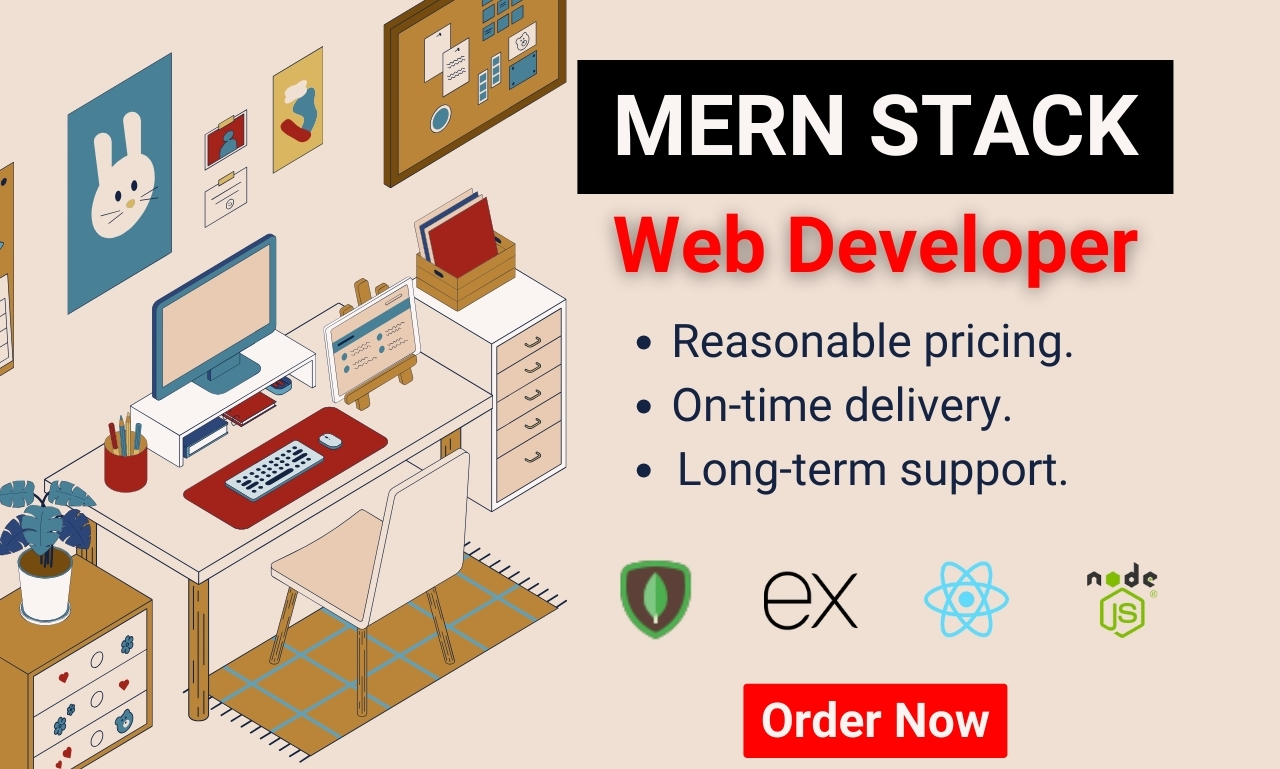 MERN STACK
Web Developer
• Reasonable pricing.
• On-time delivery.
• Long-term support.
ex
node
JS
®
Order Now